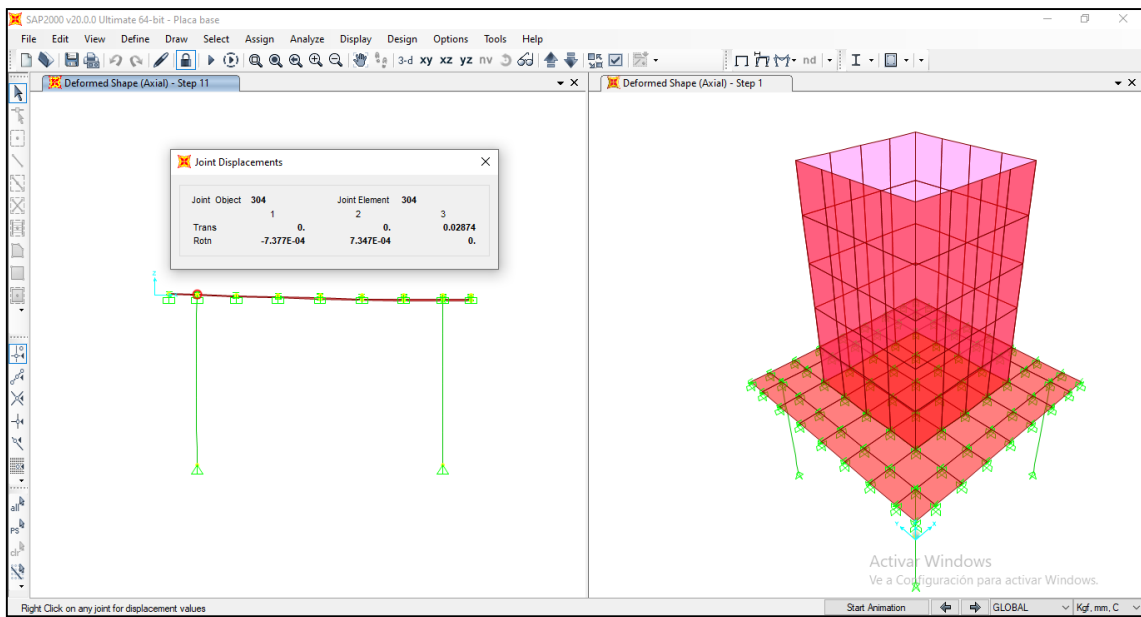 SAP2000 v20.0.0 Ultimate 64-bit - Placa base
File Edit View Define Draw Select Assign Analyze Display Design Options Tools Help
3-d xy xz yz nv
nd
Deformed Shape (Axial) - Step 11
Deformed Shape (Axial) - Step 1
Joint Displacements
Joint Object 304 Joint Element 304
1 2 3
Trans 0. 0. 0.02874
Rotn -7.377E-04 7.347E-04 0.
Z
all
PS
clr
Activar Windows
Ve a Configuración para activar Windows.
Right Click on any joint for displacement values
Start Animation GLOBAL Kgf, mm, C